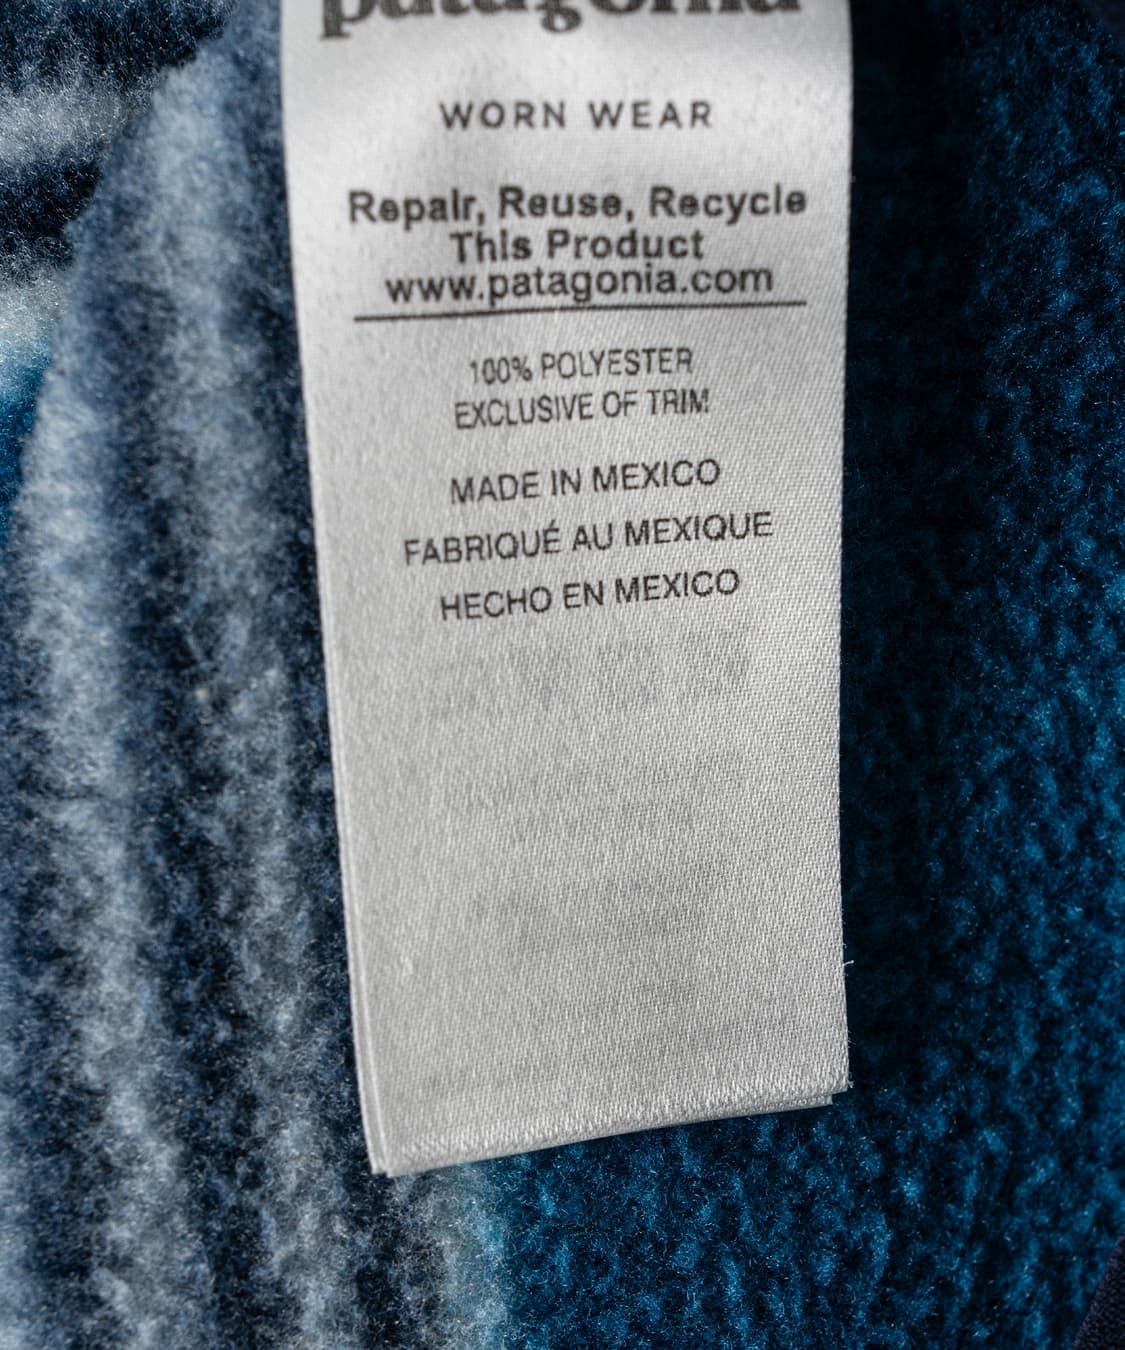 patagonia
WORN WEAR
Repair, Reuse, Recycle
This Product
www.patagonia.com
100% POLYESTER
EXCLUSIVE OF TRIM
MADE IN MEXICO
FABRIQUÉ AU MEXIQUE
HECHO EN MEXICO